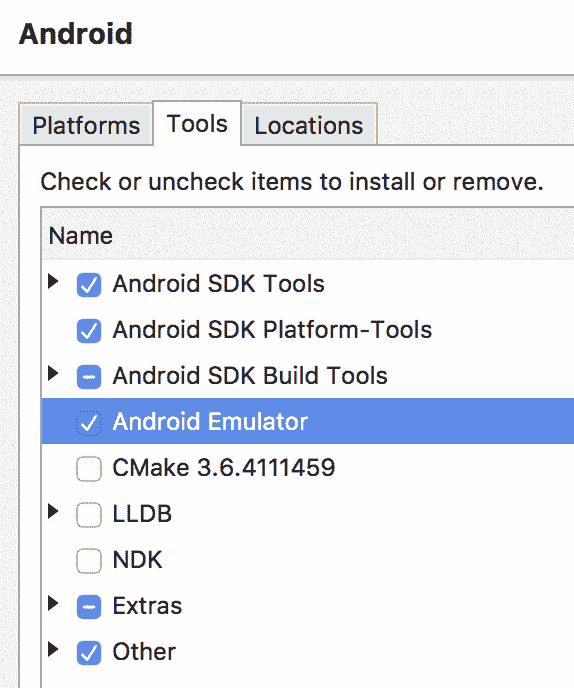 Android
Platforms Tools Locations
Check or uncheck items to install or remove.
Name
Android SDK Tools
Android SDK Platform-Tools
Android SDK Build Tools
Android Emulator
CMake 3.6.4111459
LLDB
NDK
Extras
Other